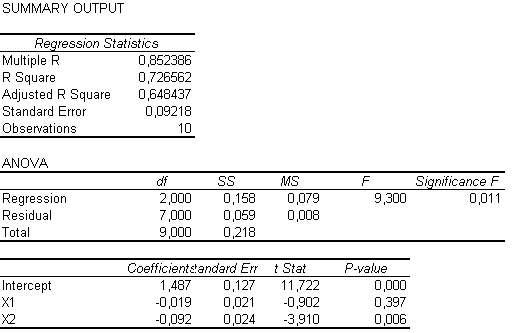 SUMMARY OUTPUT
Regression Statistics
Multiple R 0,852386
R Square 0,726562
Adjusted R Square 0,648437
Standard Error 0,09218
Observations 10
ANOVA
df SS MS F Significance F
Regression 2,000 0,158 0,079 9,300 0,011
Residual 7,000 0,059 0,008
Total 9,000 0,218
Coefficientstandard Err t Stat P-value
Intercept 1,487 0,127 11,722 0,000
X1 -0,019 0,021 -0,902 0,397
X2 -0,092 0,024 -3,910 0,006